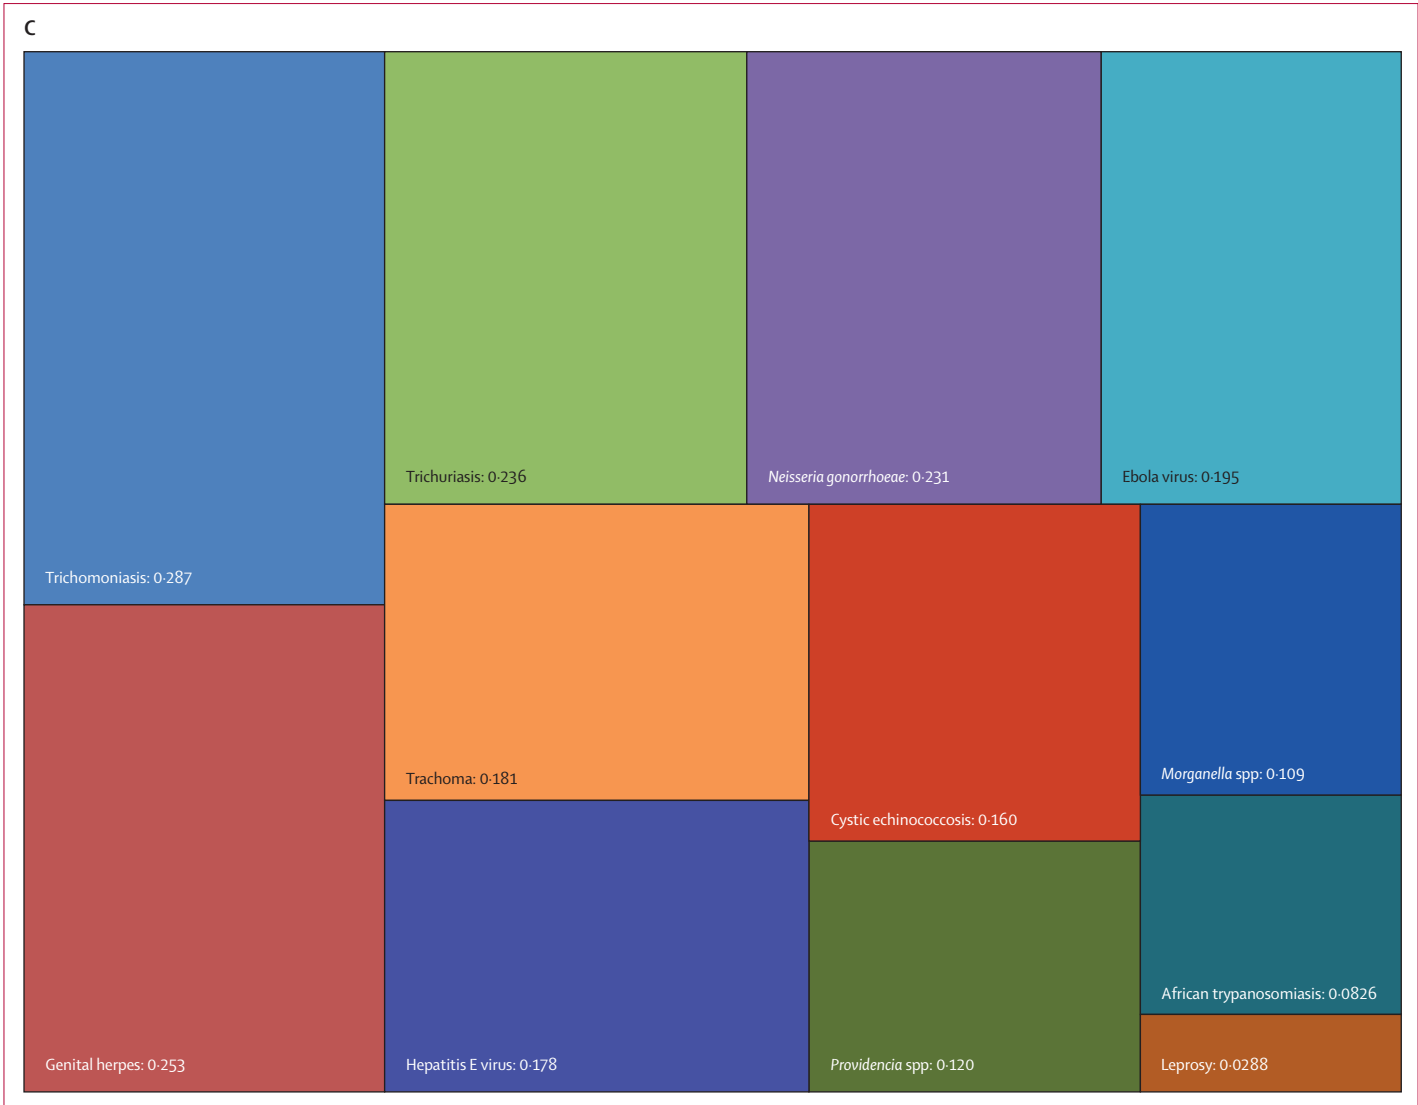 C
Trichuriasis: 0·236
Neisseria gonorrhoeae: 0·231
Ebola virus: 0·195
Trichomoniasis: 0·287
Trachoma: 0·181
Morganella spp: 0·109
Cystic echinococcosis: 0·160
African trypanosomiasis: 0·0826
Genital herpes: 0·253
Hepatitis E virus: 0·178
Providencia spp: 0·120
Leprosy: 0·0288